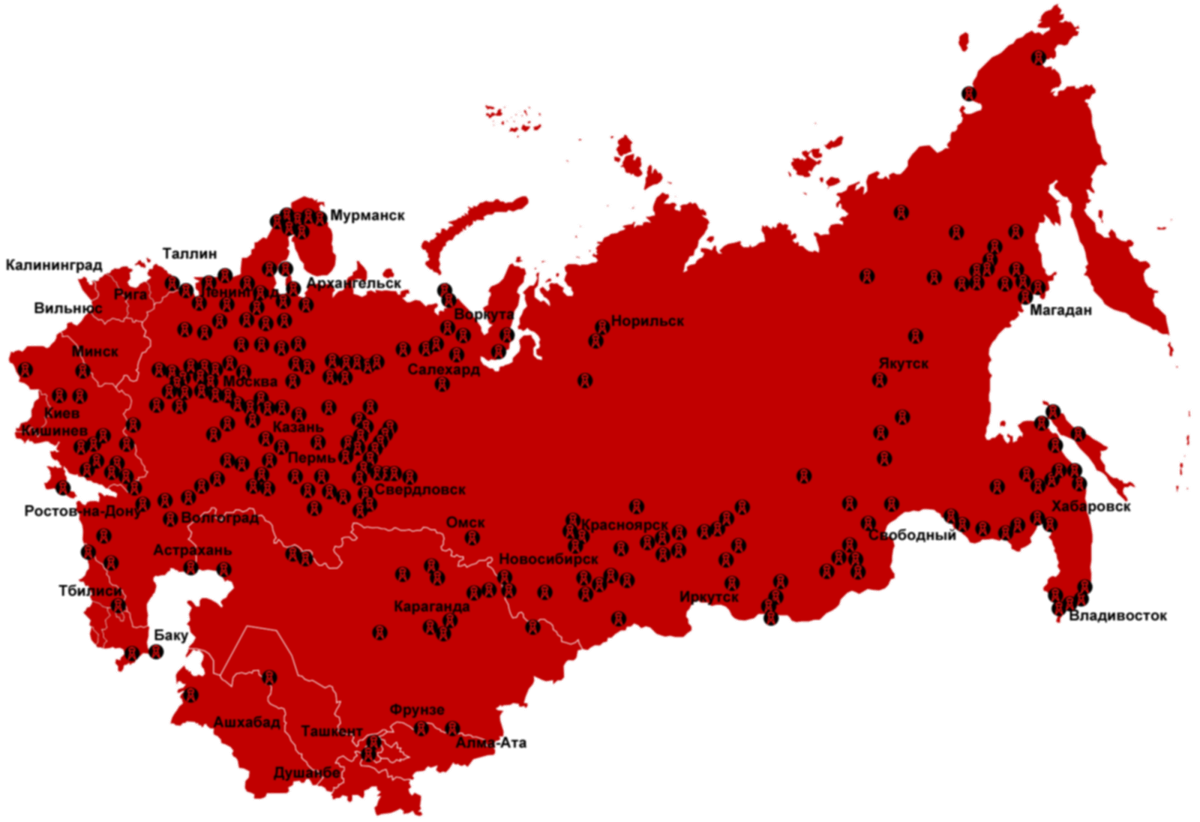 Мурманск
Таллин
Калининград
Архангельск
Рига
Ленинград
Вильнюс
Воркута
Норильск
Магадан
Минск
Салехард
Якутск
Москва
Киев
Казань
Кишинев
Пермь
Свердловск
Ростов-на-Дону
Хабаровск
Волгоград
Омск
Красноярск
Свободный
Астрахань
Новосибирск
Тбилиси
Иркутск
Караганда
Владивосток
Баку
Фрунзе
Ашхабад
Ташкент
Алма-Ата
Душанбе